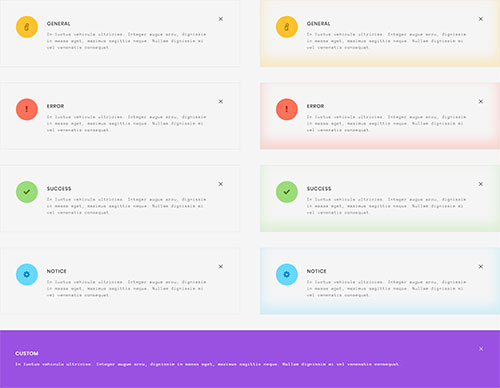 GENERAL
In luctus vehicula ultricies. Integer augue arcu, dignissim
in massa eget, maximus sagittis neque. Nullam dignissim mi
vel venenatis consequat.
GENERAL
In luctus vehicula ultricies. Integer augue arcu, dignissim
in massa eget, maximus sagittis neque. Nullam dignissim mi
vel venenatis consequat.
ERROR
In luctus vehicula ultricies. Integer augue arcu, dignissim
in massa eget, maximus sagittis neque. Nullam dignissim mi
vel venenatis consequat.
ERROR
In luctus vehicula ultricies. Integer augue arcu, dignissim
in massa eget, maximus sagittis neque. Nullam dignissim mi
vel venenatis consequat.
SUCCESS
In luctus vehicula ultricies. Integer augue arcu, dignissim
in massa eget, maximus sagittis neque. Nullam dignissim mi
vel venenatis consequat.
SUCCESS
In luctus vehicula ultricies. Integer augue arcu, dignissim
in massa eget, maximus sagittis neque. Nullam dignissim mi
vel venenatis consequat.
NOTICE
In luctus vehicula ultricies. Integer augue arcu, dignissim
in massa eget, maximus sagittis neque. Nullam dignissim mi
vel venenatis consequat.
NOTICE
In luctus vehicula ultricies. Integer augue arcu, dignissim
in massa eget, maximus sagittis neque. Nullam dignissim mi
vel venenatis consequat.
CUSTOM
In luctus vehicula ultricies. Integer augue arcu, dignissim in massa eget, maximus sagittis neque. Nullam dignissim mi vel venenatis consequat.